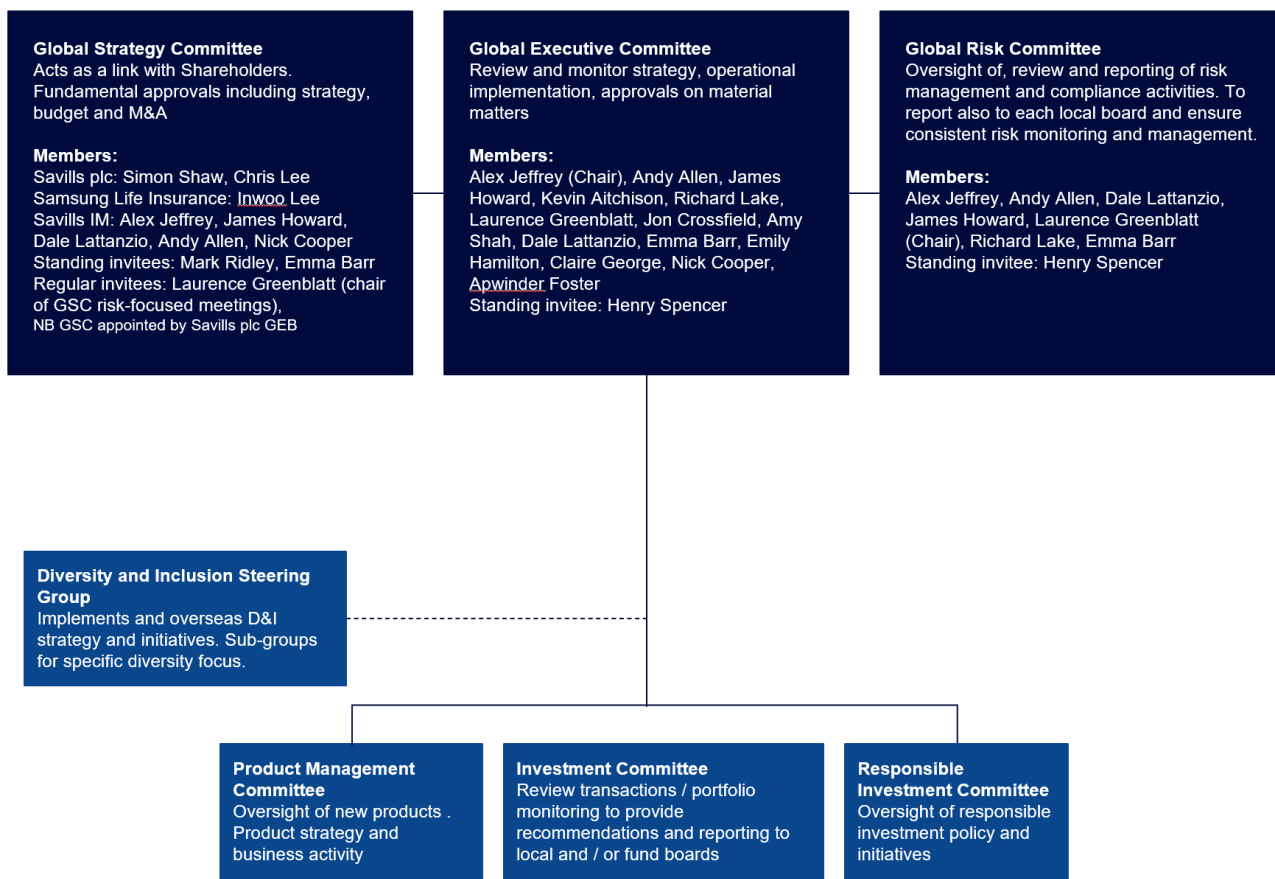 Global Strategy Committee
Acts as a link with Shareholders.
Fundamental approvals including strategy,
budget and M&A
Members:
Savills plc: Simon Shaw, Chris Lee
Samsung Life Insurance: Inwoo Lee
Savills IM: Alex Jeffrey, James Howard,
Dale Lattanzio, Andy Allen, Nick Cooper
Standing invitees: Mark Ridley, Emma Barr
Regular invitees: Laurence Greenblatt (chair
of GSC risk-focused meetings),
NB GSC appointed by Savills plc GEB
Global Executive Committee
Review and monitor strategy, operational
implementation, approvals on material
matters
Members:
Alex Jeffrey (Chair), Andy Allen, James
Howard, Kevin Aitchison, Richard Lake,
Laurence Greenblatt, Jon Crossfield, Amy
Shah, Dale Lattanzio, Emma Barr, Emily
Hamilton, Claire George, Nick Cooper,
Apwinder Foster
Standing invitee: Henry Spencer
Global Risk Committee
Oversight of, review and reporting of risk
management and compliance activities. To
report also to each local board and ensure
consistent risk monitoring and management.
Members:
Alex Jeffrey, Andy Allen, Dale Lattanzio,
James Howard, Laurence Greenblatt
(Chair), Richard Lake, Emma Barr
Standing invitee: Henry Spencer
Diversity and Inclusion Steering
Group
Implements and overseas D&I
strategy and initiatives. Sub-groups
for specific diversity focus.
Product Management
Committee
Oversight of new products .
Product strategy and
business activity
Investment Committee
Review transactions / portfolio
monitoring to provide
recommendations and reporting to
local and / or fund boards
Responsible
Investment Committee
Oversight of responsible
investment policy and
initiatives